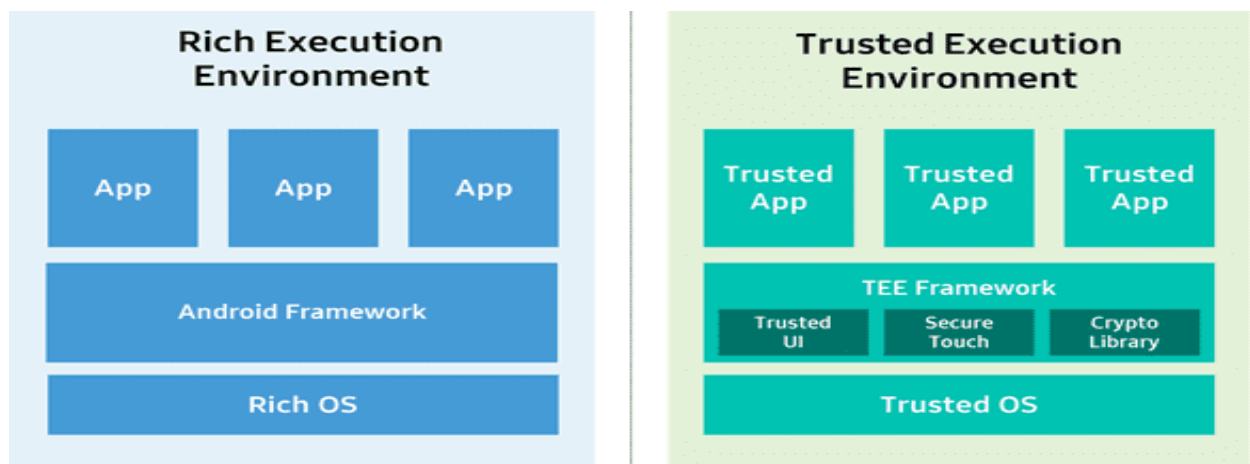 Rich Execution
Environment
App
App
App
Android Framework
Rich OS
Trusted Execution
Environment
Trusted
App
Trusted
App
Trusted
App
TEE Framework
Trusted
UI
Secure
Touch
Crypto
Library
Trusted OS